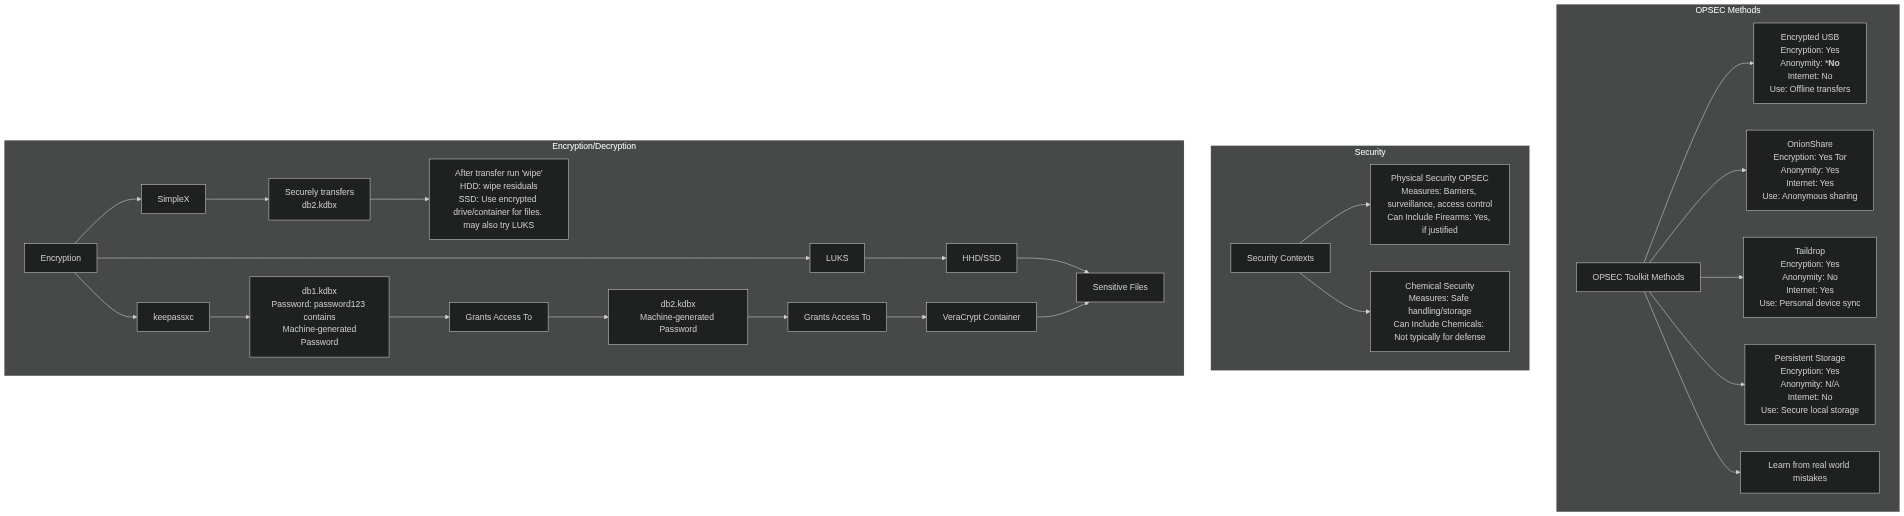 Encryption/Decryption
Encryption
SimpleX
Securely transfers
db2.kdbx
After transfer run 'wipe'
HDD: wipe residuals
SSD: Use encrypted
drive/container for files.
may also try LUKS
LUKS
HHD/SSD
Sensitive Files
keepassxc
db1.kdbx
Password: password123
contains
Machine-generated
Password
Grants Access To
db2.kdbx
Machine-generated
Password
Grants Access To
VeraCrypt Container
Security
Security Contexts
Physical Security OPSEC
Measures: Barriers,
surveillance, access control
Can Include Firearms: Yes,
if justified
Chemical Security
Measures: Safe
handling/storage
Can Include Chemicals:
Not typically for defense
OPSEC Methods
OPSEC Toolkit Methods
Encrypted USB
Encryption: Yes
Anonymity: *No
Internet: No
Use: Offline transfers
OnionShare
Encryption: Yes Tor
Anonymity: Yes
Internet: Yes
Use: Anonymous sharing
Taildrop
Encryption: Yes
Anonymity: No
Internet: Yes
Use: Personal device sync
Persistent Storage
Encryption: Yes
Anonymity: N/A
Internet: No
Use: Secure local storage
Learn from real world
mistakes